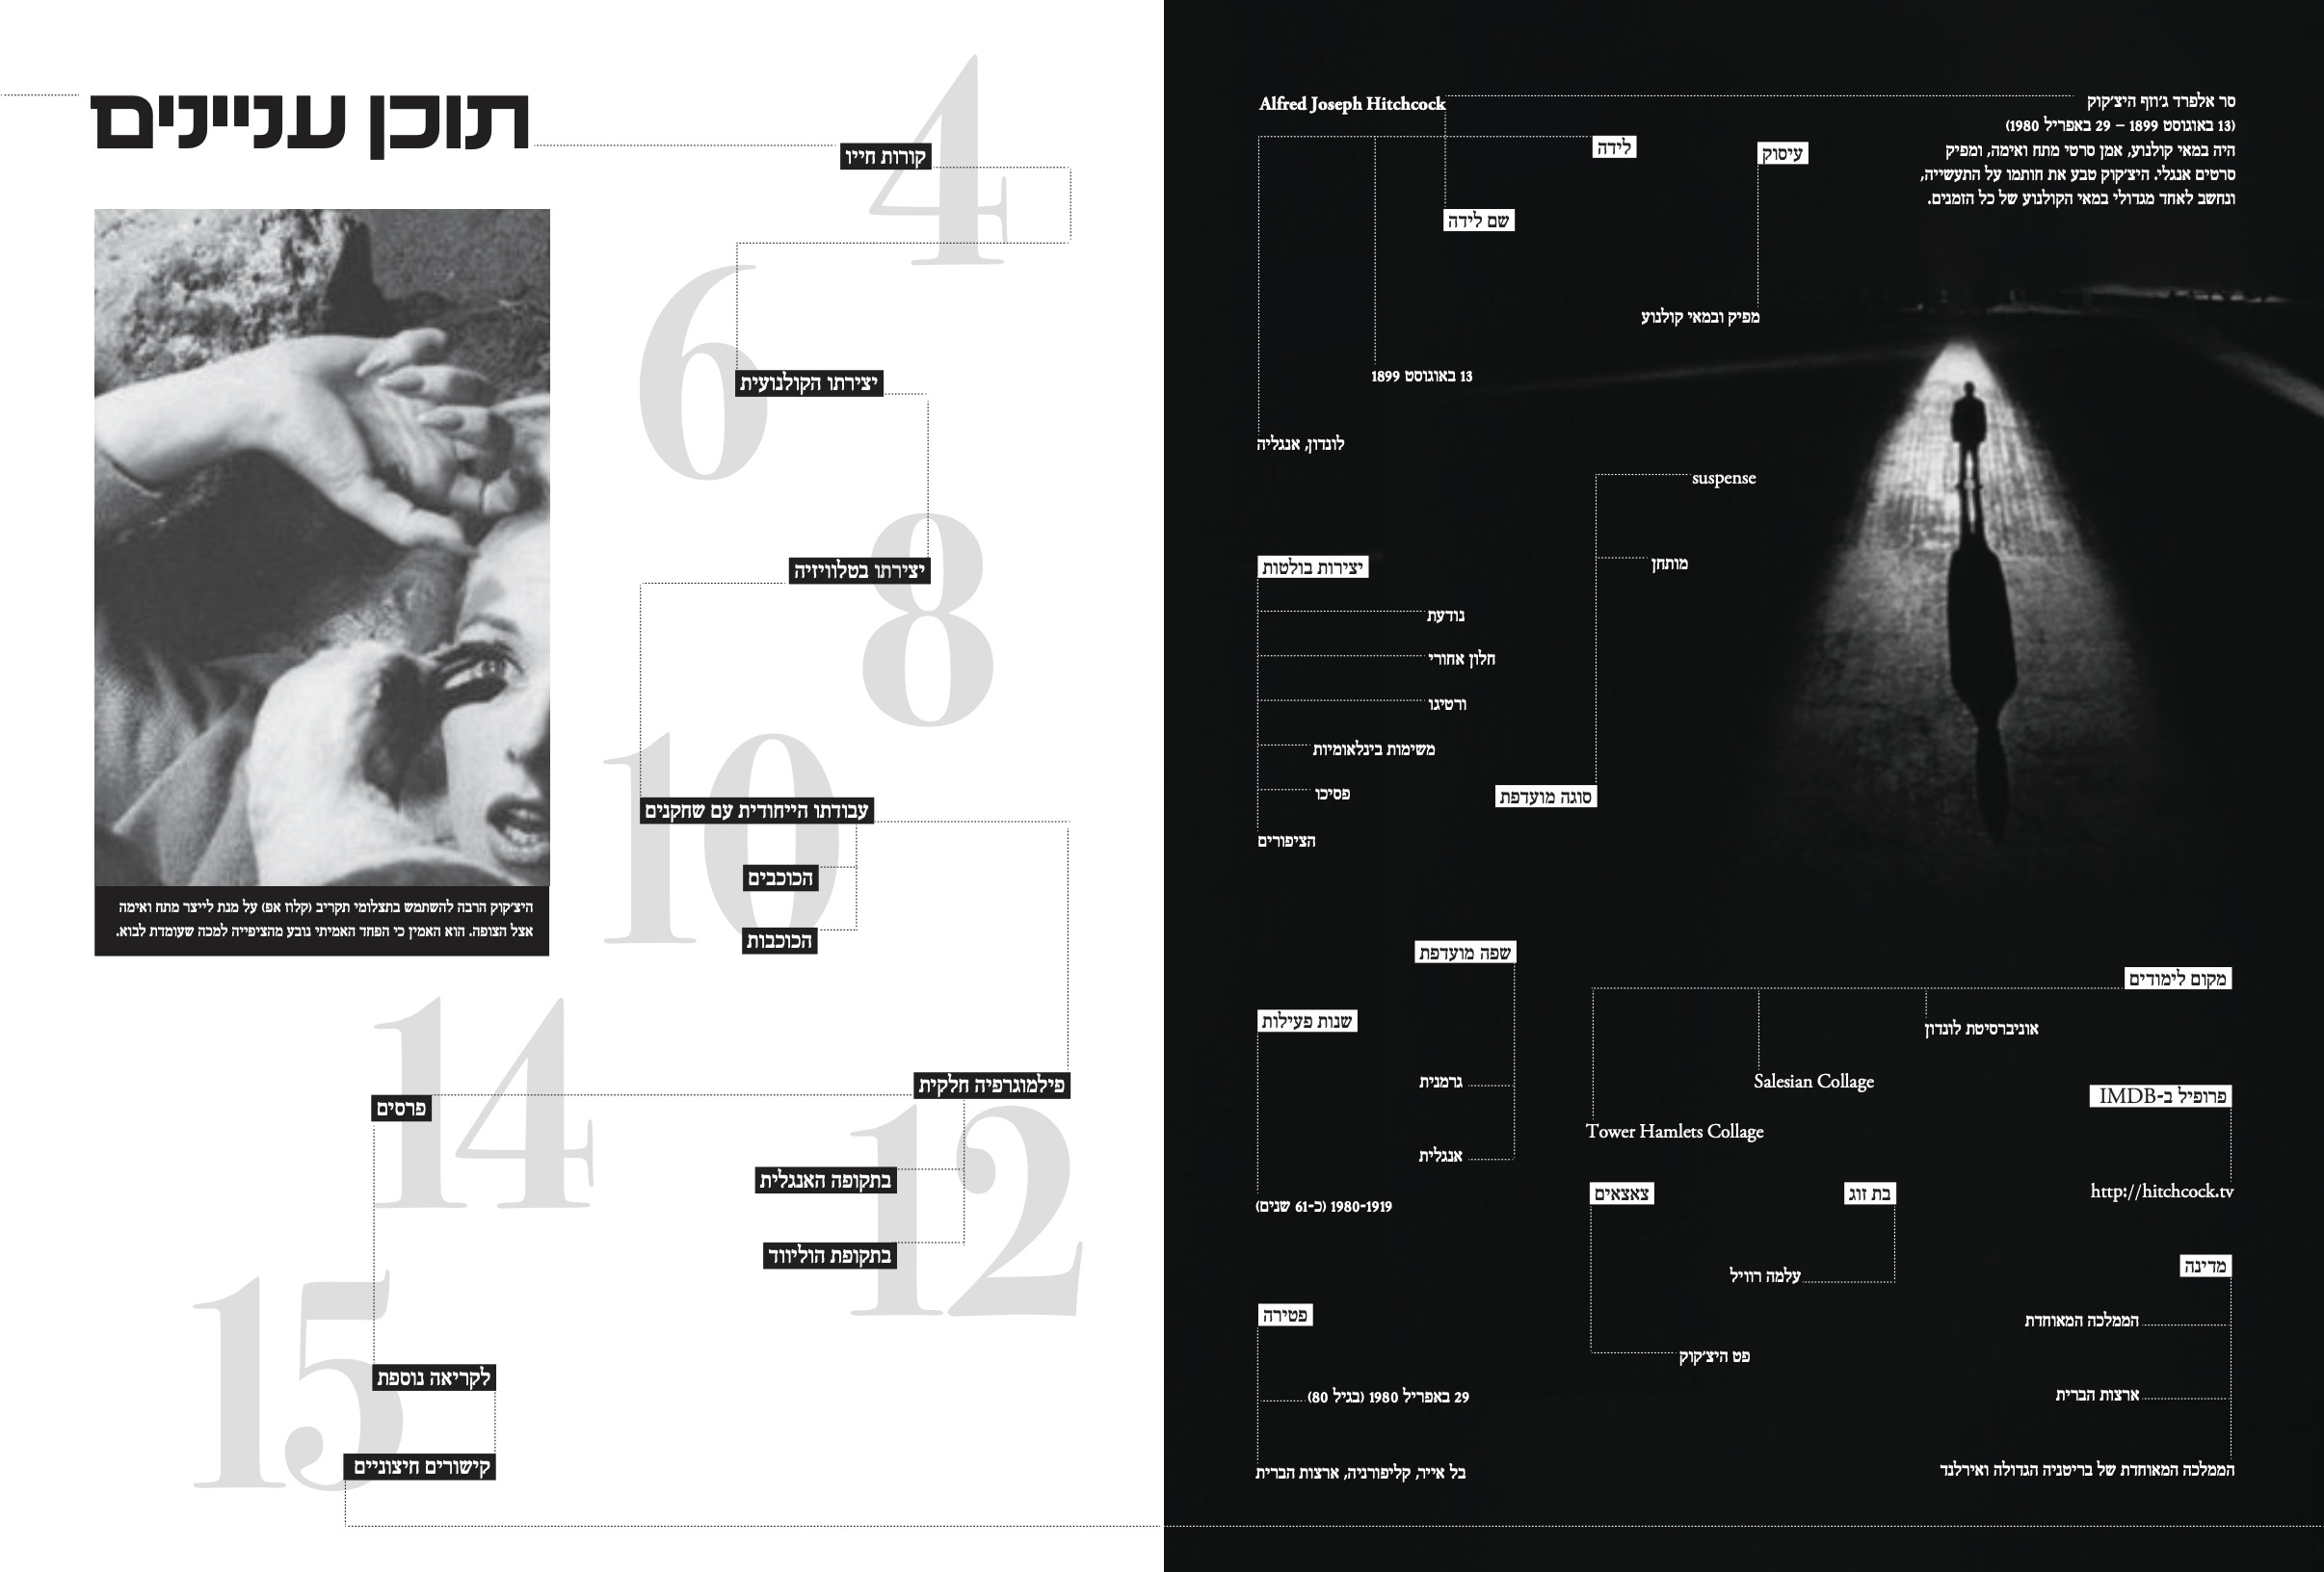 סר אלפרד ג'וזף היצ'קוק
(13 באוגוסט 1899 – 29 באפריל 1980)
היה במאי קולנוע, אמן סרטי מתח ואימה, ומפיק
סרטים אנגלי. היצ'קוק טבע את חותמו על התעשייה,
ונחשב לאחד מגדולי במאי הקולנוע של כל הזמנים.
Alfred Joseph Hitchcock
שם לידה
לידה
13 באוגוסט 1899
לונדון, אנגליה
עיסוק
מפיק ובמאי קולנוע
suspense
מותחן
סוגה מועדפת
יצירות בולטות
נודעת
חלון אחורי
ורטיגו
משימות בינלאומיות
פסיכו
הציפורים
מקום לימודים
אוניברסיטת לונדון
Salesian Collage
Tower Hamlets Collage
שפה מועדפת
גרמנית
אנגלית
שנות פעילות
1980-1919 (כ-61 שנים)
פרופיל ב-IMDB
http://hitchcock.tv
בת זוג
עלמה רוויל
צאצאים
פט היצ'קוק
מדינה
הממלכה המאוחדת
ארצות הברית
הממלכה המאוחדת של בריטניה הגדולה ואירלנד
פטירה
29 באפריל 1980 (בגיל 80)
בל אייר, קליפורניה, ארצות הברית
תוכן עניינים
4
קורות חייו
6
יצירתו הקולנועית
8
יצירתו בטלוויזיה
10
עבודתו הייחודית עם שחקנים
הכוכבים
הכוכבות
12
פילמוגרפיה חלקית
בתקופה האנגלית
בתקופת הוליווד
14
פרסים
15
לקריאה נוספת
קישורים חיצוניים
היצ'קוק הרבה להשתמש בתצלומי תקריב (קלוז אפ) על מנת לייצר מתח ואימה
אצל הצופה. הוא האמין כי הפחד האמיתי נובע מהציפייה למכה שעומדת לבוא.